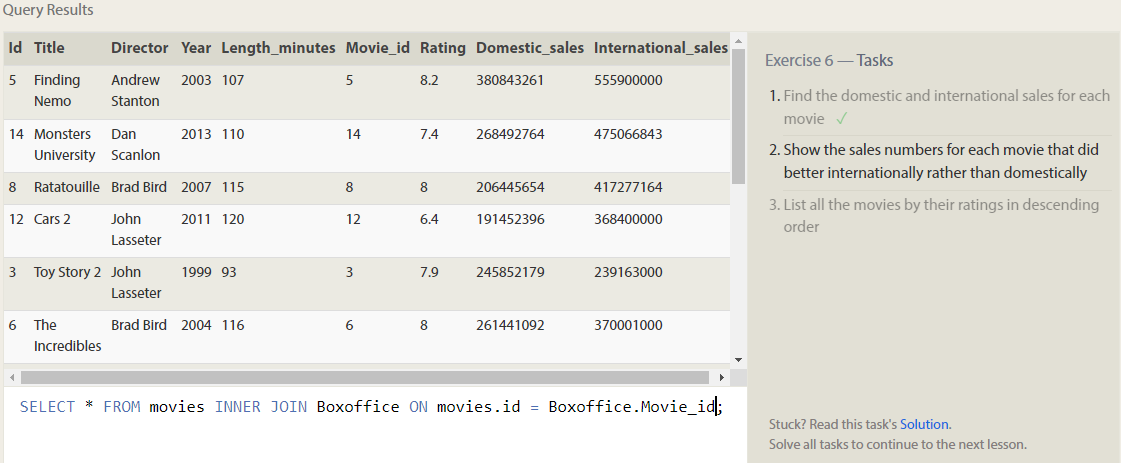 Query Results
Id Title Director Year Length_minutes Movie_id Rating Domestic_sales International_sales
5 Finding Andrew 2003 107 5 8.2 380843261 555900000
Nemo Stanton
14 Monsters Dan 2013 110 14 7.4 268492764 475066843
University Scanlon
8 Ratatouille Brad Bird 2007 115 8 8 206445654 417277164
12 Cars 2 John 2011 120 12 6.4 191452396 368400000
Lasseter
3 Toy Story 2 John 1999 93 3 7.9 245852179 239163000
Lasseter
6 The Brad Bird 2004 116 6 8 261441092 370001000
Incredibles
SELECT * FROM movies INNER JOIN Boxoffice ON movies.id = Boxoffice.Movie_id;
Exercise 6 — Tasks
1. Find the domestic and international sales for each
movie ✓
2. Show the sales numbers for each movie that did
better internationally rather than domestically
3. List all the movies by their ratings in descending
order
Stuck? Read this task's Solution.
Solve all tasks to continue to the next lesson.